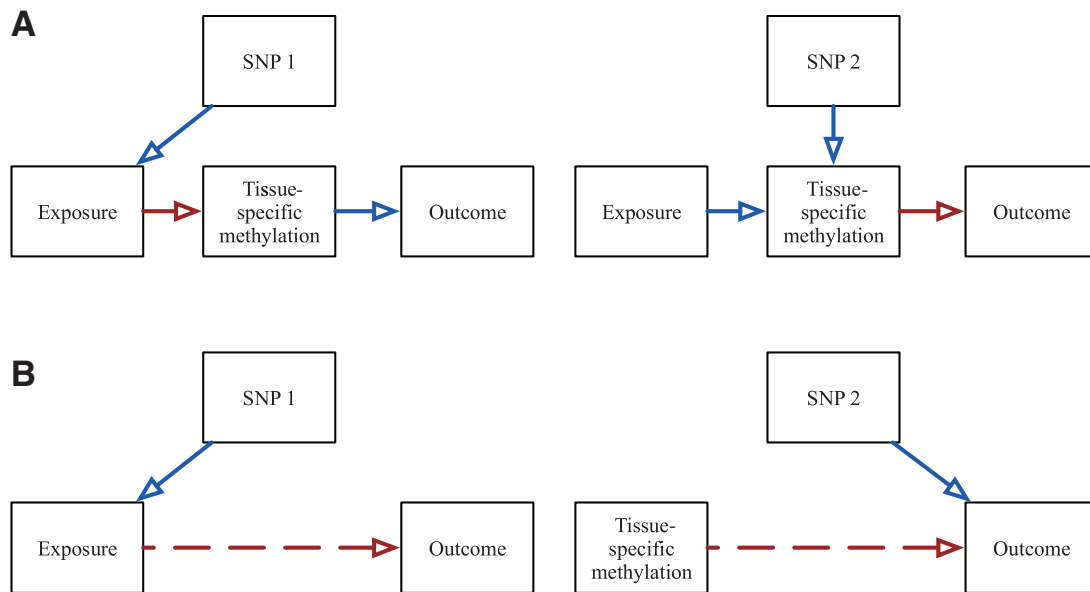 A
SNP 1
SNP 2
Exposure
Tissue-
specific
methylation
Outcome
Exposure
Tissue-
specific
methylation
Outcome
B
SNP 1
SNP 2
Exposure
Outcome
Tissue-
specific
methylation
Outcome